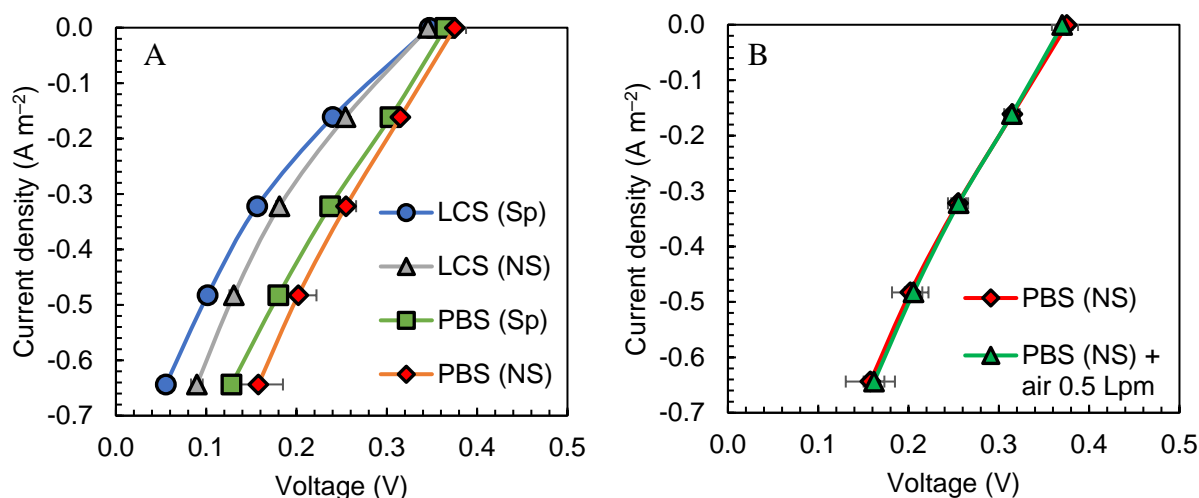 A
0.0
-0.1
-0.2
-0.3
-0.4
-0.5
-0.6
-0.7
Current density (A m⁻²)
LCS (Sp)
LCS (NS)
PBS (Sp)
PBS (NS)
0.0 0.1 0.2 0.3 0.4 0.5
Voltage (V)
B
0.0
-0.1
-0.2
-0.3
-0.4
-0.5
-0.6
-0.7
Current density (A m⁻²)
PBS (NS)
PBS (NS) +
air 0.5 Lpm
0.0 0.1 0.2 0.3 0.4 0.5
Voltage (V)